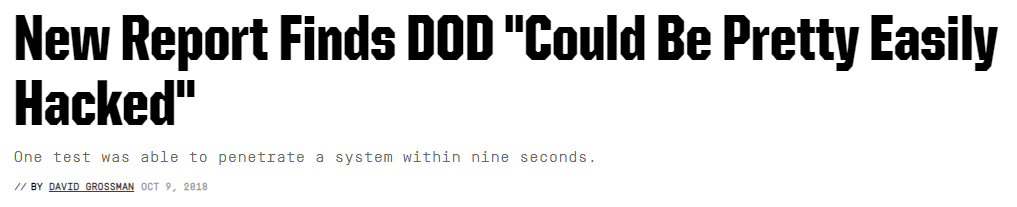 New Report Finds DOD "Could Be Pretty Easily
Hacked"
One test was able to penetrate a system within nine seconds.
// BY DAVID GROSSMAN OCT 9, 2018